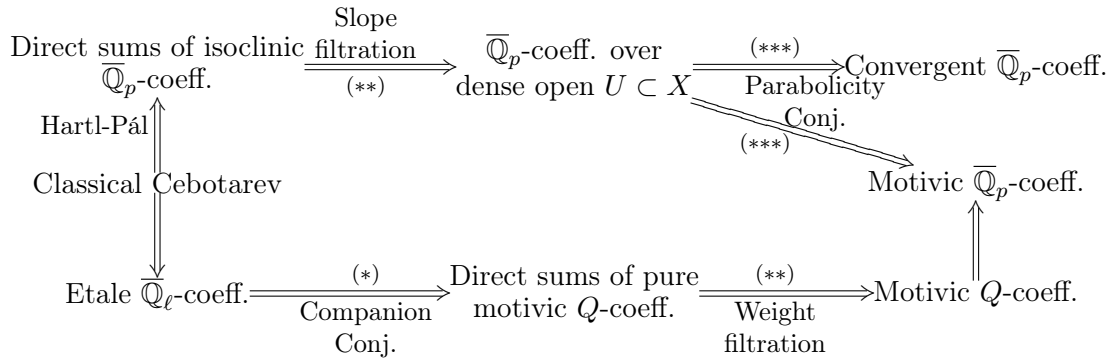 Slope
Direct sums of isoclinic
filtration
$\overline{\mathbb{Q}}_p$-coeff. over
(***)
$\overline{\mathbb{Q}}_p$-coeff.
(**)
dense open $U \subset X$
Parabolicity
Convergent $\overline{\mathbb{Q}}_p$-coeff.
Conj.
Hartl-Pál
(***)
Classical Cebotarev
Motivic $\overline{\mathbb{Q}}_p$-coeff.
(*)
Direct sums of pure
(**)
Etale $\overline{\mathbb{Q}}_\ell$-coeff.
motivic $Q$-coeff.
Motivic $Q$-coeff.
Companion
Weight
Conj.
filtration